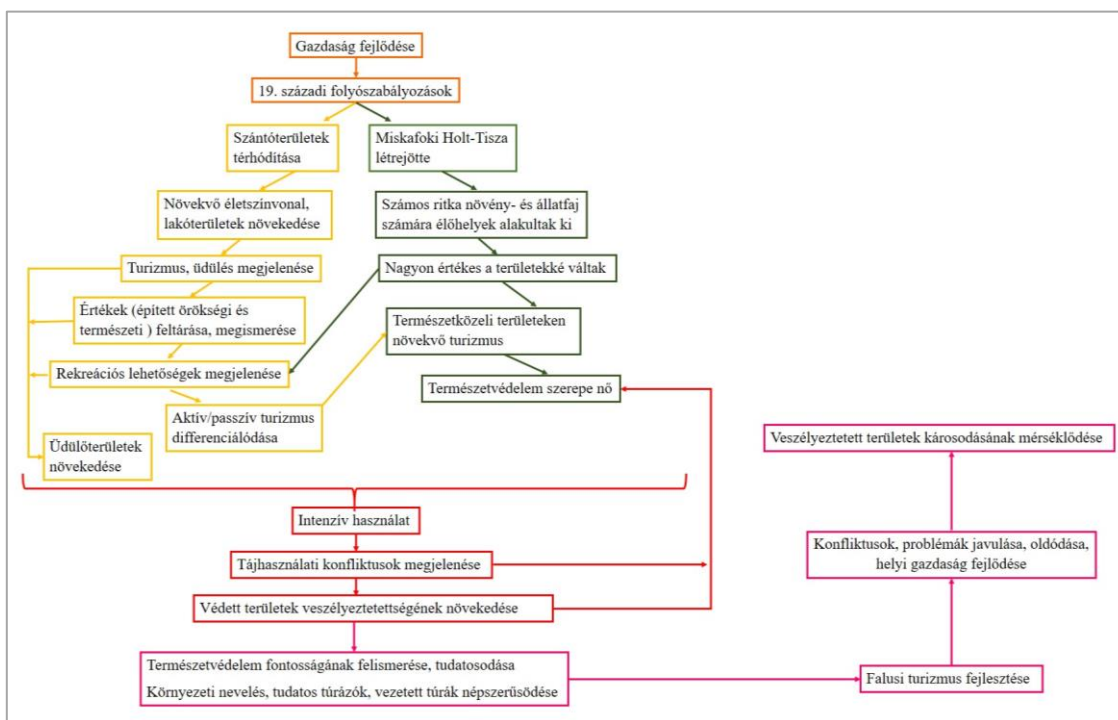 Gazdaság fejlődése
19. századi folyószabályozások
Szántóterületek
térhódítása
Miskafoki Holt-Tisza
létrejötte
Növekvő életszínvonal,
lakóterületek növekedése
Számos ritka növény- és állatfaj
számára élőhelyek alakultak ki
Turizmus, üdülés megjelenése
Nagyon értékes a területekké váltak
Értékek (épített örökségi és
természeti ) feltárása, megismerése
Természetközeli területeken
növekvő turizmus
Rekreációs lehetőségek megjelenése
Természetvédelem szerepe nő
Aktív/passzív turizmus
differenciálódása
Üdülőterületek
növekedése
Veszélyeztetett területek károsodásának mérséklődése
Intenzív használat
Konfliktusok, problémák javulása, oldódása,
helyi gazdaság fejlődése
Tájhasználati konfliktusok megjelenése
Védett területek veszélyeztetettségének növekedése
Természetvédelem fontosságának felismerése, tudatosodása
Környezeti nevelés, tudatos túrázók, vezetett túrák népszerűsödése
Falusi turizmus fejlesztése